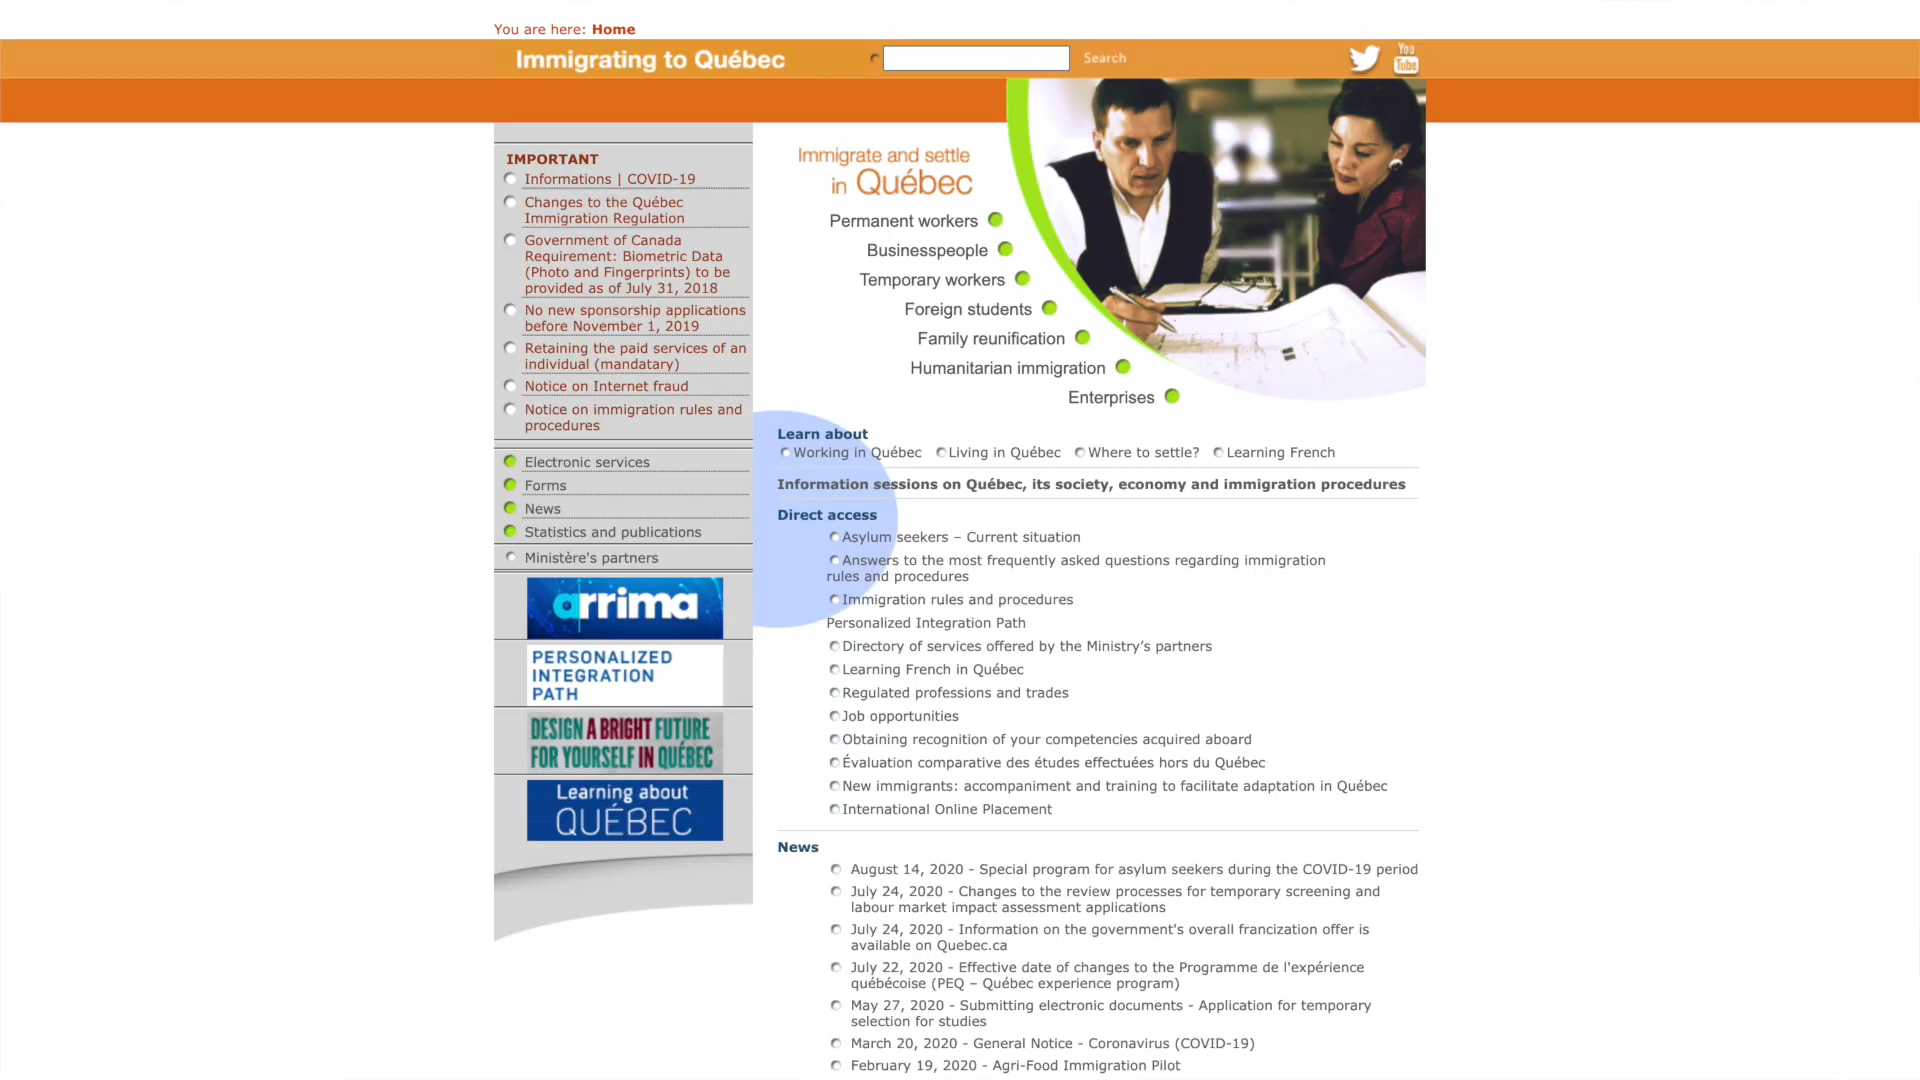 You are here: Home
Immigrating to Québec
Search
You
Tube
IMPORTANT
Informations | COVID-19
Changes to the Québec
Immigration Regulation
Government of Canada
Requirement: Biometric Data
(Photo and Fingerprints) to be
provided as of July 31, 2018
No new sponsorship applications
before November 1, 2019
Retaining the paid services of an
individual (mandatary)
Notice on Internet fraud
Notice on immigration rules and
procedures
Electronic services
Forms
News
Statistics and publications
Ministère's partners
arrima
PERSONALIZED
INTEGRATION
PATH
DESIGN A BRIGHT FUTURE
FOR YOURSELF IN QUÉBEC
Learning about
QUÉBEC
Immigrate and settle
in Québec
Permanent workers
Businesspeople
Temporary workers
Foreign students
Family reunification
Humanitarian immigration
Enterprises
Learn about
Working in Québec Living in Québec Where to settle? Learning French
Information sessions on Québec, its society, economy and immigration procedures
Direct access
Asylum seekers – Current situation
Answers to the most frequently asked questions regarding immigration
rules and procedures
Immigration rules and procedures
Personalized Integration Path
Directory of services offered by the Ministry’s partners
Learning French in Québec
Regulated professions and trades
Job opportunities
Obtaining recognition of your competencies acquired aboard
Évaluation comparative des études effectuées hors du Québec
New immigrants: accompaniment and training to facilitate adaptation in Québec
International Online Placement
News
August 14, 2020 - Special program for asylum seekers during the COVID-19 period
July 24, 2020 - Changes to the review processes for temporary screening and
labour market impact assessment applications
July 24, 2020 - Information on the government's overall francization offer is
available on Quebec.ca
July 22, 2020 - Effective date of changes to the Programme de l'expérience
québécoise (PEQ – Québec experience program)
May 27, 2020 - Submitting electronic documents - Application for temporary
selection for studies
March 20, 2020 - General Notice - Coronavirus (COVID-19)
February 19, 2020 - Agri-Food Immigration Pilot